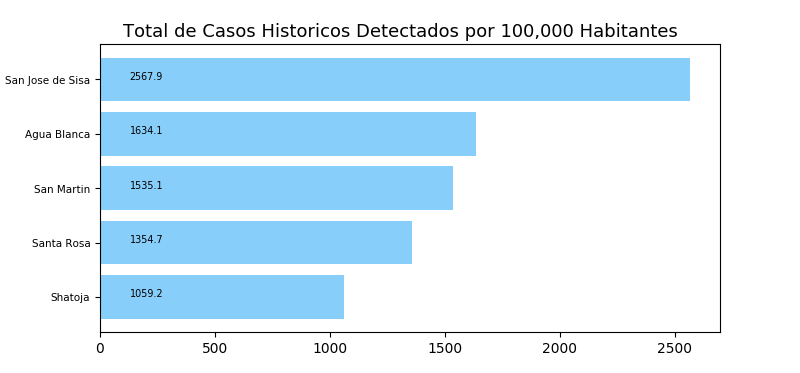 Total de Casos Historicos Detectados por 100,000 Habitantes
San Jose de Sisa 2567.9
Agua Blanca 1634.1
San Martin 1535.1
Santa Rosa 1354.7
Shatoja 1059.2
0 500 1000 1500 2000 2500